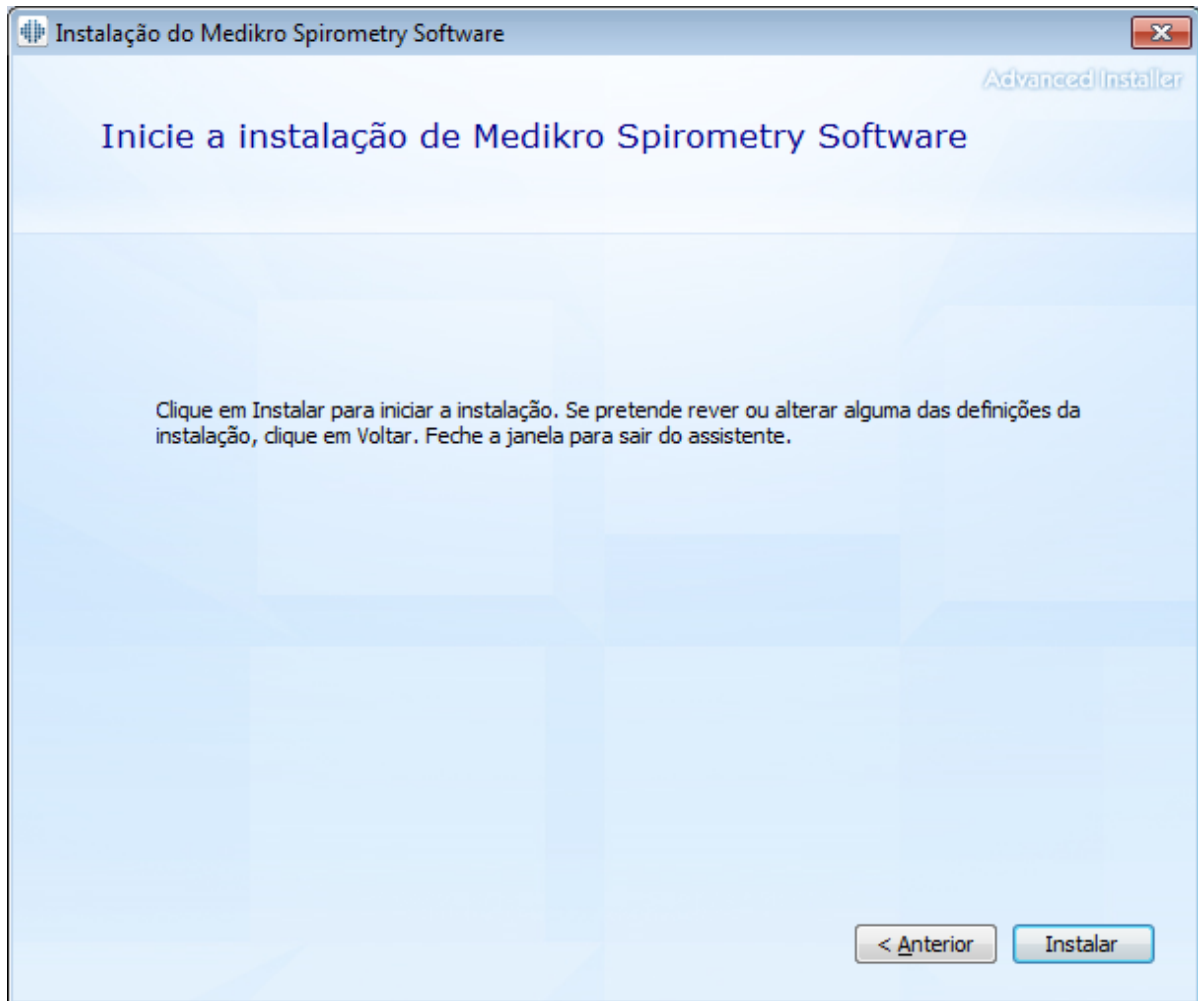 Instalação do Medikro Spirometry Software
Advanced Installer
Inicie a instalação de Medikro Spirometry Software
Clique em Instalar para iniciar a instalação. Se pretende rever ou alterar alguma das definições da
instalação, clique em Voltar. Feche a janela para sair do assistente.
< Anterior
Instalar